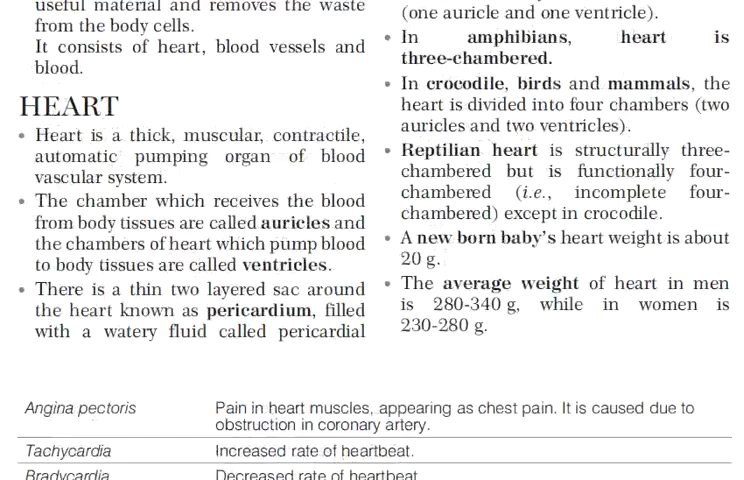 useful material and removes the waste
from the body cells.
It consists of heart, blood vessels and
blood.
HEART
• Heart is a thick, muscular, contractile,
automatic pumping organ of blood
vascular system.
• The chamber which receives the blood
from body tissues are called auricles and
the chambers of heart which pump blood
to body tissues are called ventricles.
• There is a thin two layered sac around
the heart known as pericardium, filled
with a watery fluid called pericardial
(one auricle and one ventricle).
• In amphibians, heart is
three-chambered.
• In crocodile, birds and mammals, the
heart is divided into four chambers (two
auricles and two ventricles).
• Reptilian heart is structurally three-
chambered but is functionally four-
chambered (i.e., incomplete four-
chambered) except in crocodile.
• A new born baby's heart weight is about
20 g.
• The average weight of heart in men
is 280-340 g, while in women is
230-280 g.
Angina pectoris Pain in heart muscles, appearing as chest pain. It is caused due to
obstruction in coronary artery.
Tachycardia Increased rate of heartbeat.
Bradycardia Decreased rate of heartbeat